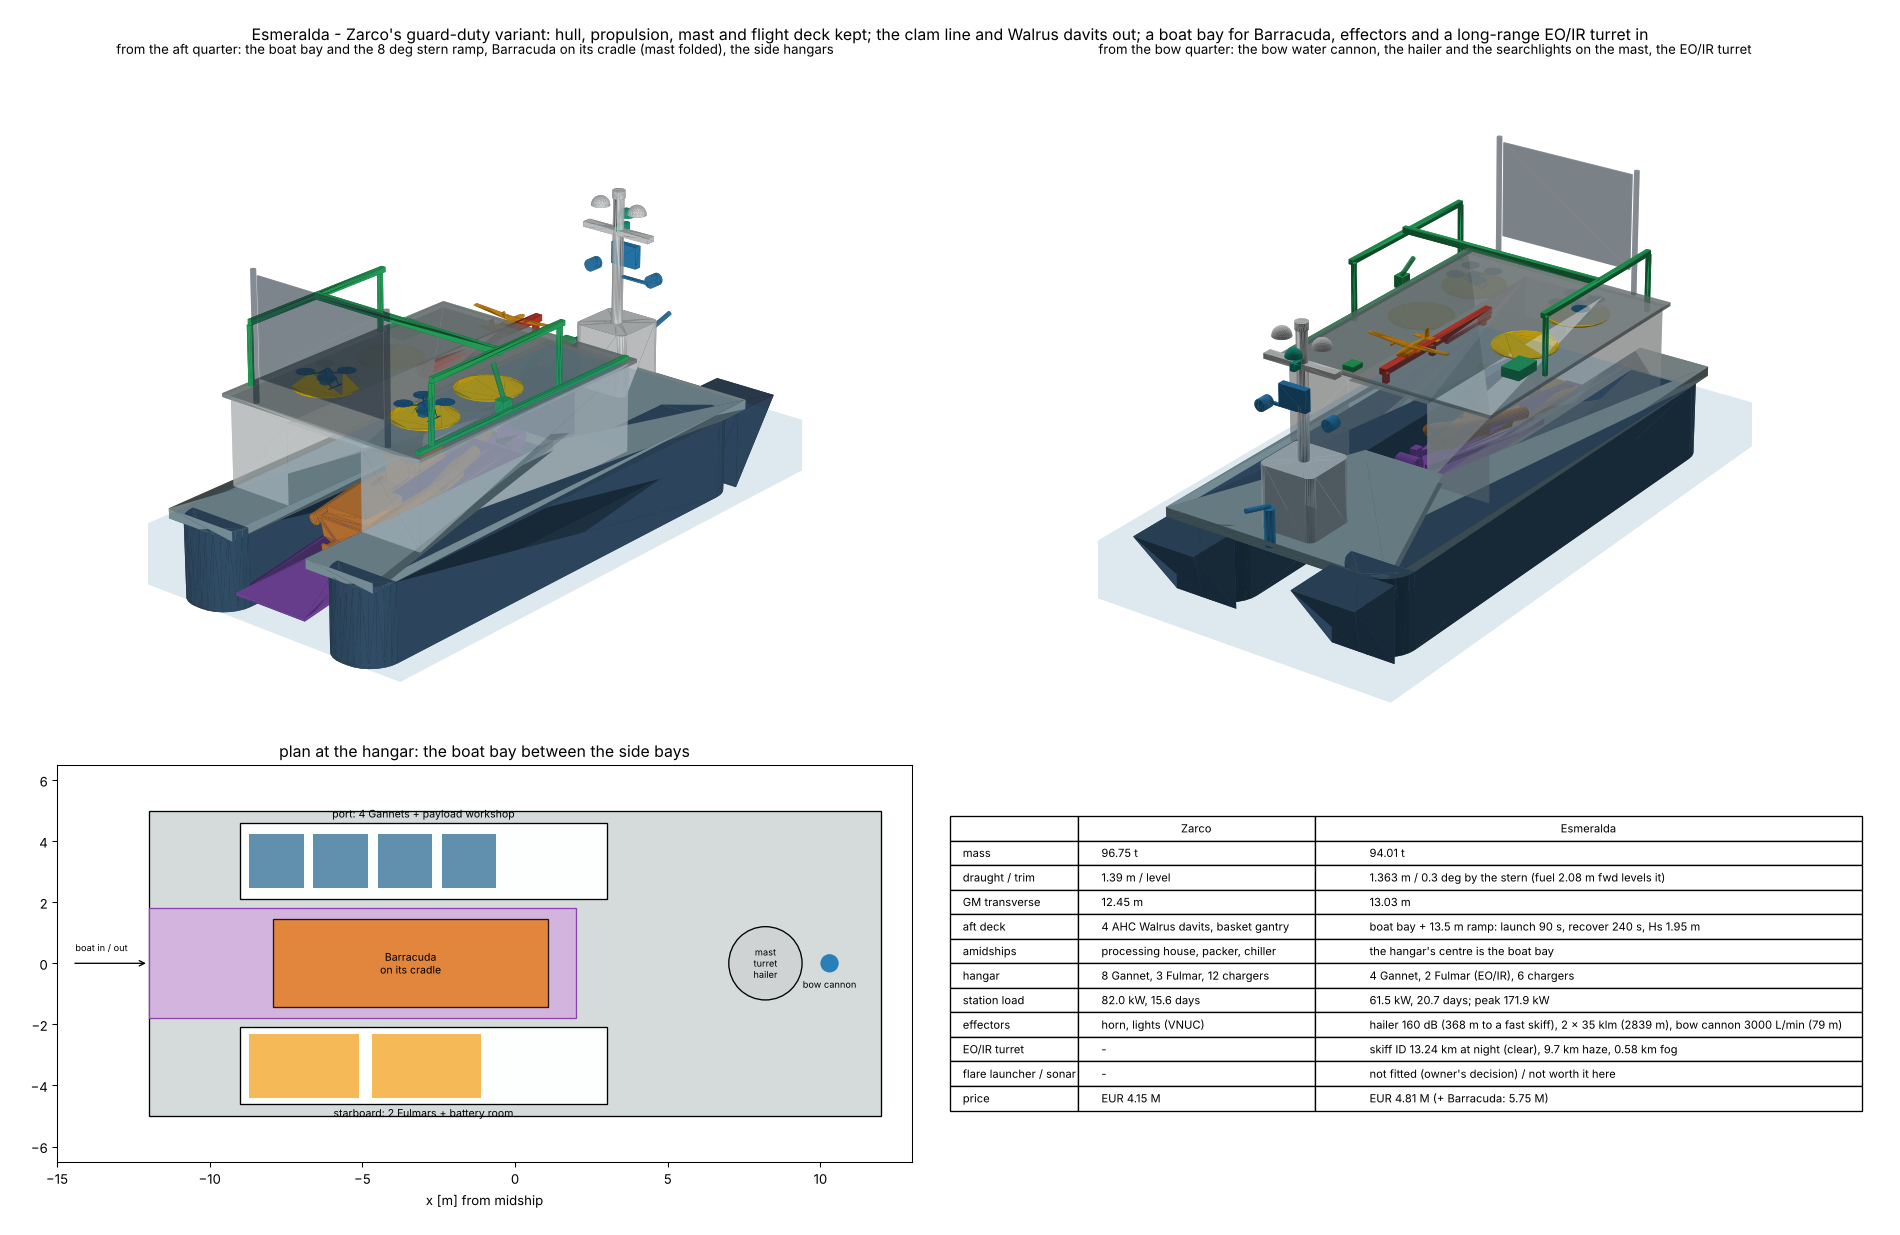 Esmeralda - Zarco's guard-duty variant: hull, propulsion, mast and flight deck kept; the clam line and Walrus davits out; a boat bay for Barracuda, effectors and a long-range EO/IR turret in
from the aft quarter: the boat bay and the 8 deg stern ramp, Barracuda on its cradle (mast folded), the side hangars
from the bow quarter: the bow water cannon, the hailer and the searchlights on the mast, the EO/IR turret
plan at the hangar: the boat bay between the side bays
6
4
2
0
−2
−4
−6
port: 4 Gannets + payload workshop
boat in / out
Barracuda
on its cradle
mast
turret
hailer
bow cannon
starboard: 2 Fulmars + battery room
−15
−10
−5
0
5
10
x [m] from midship
Zarco Esmeralda
mass 96.75 t 94.01 t
draught / trim 1.39 m / level 1.363 m / 0.3 deg by the stern (fuel 2.08 m fwd levels it)
GM transverse 12.45 m 13.03 m
aft deck 4 AHC Walrus davits, basket gantry boat bay + 13.5 m ramp: launch 90 s, recover 240 s, Hs 1.95 m
amidships processing house, packer, chiller the hangar's centre is the boat bay
hangar 8 Gannet, 3 Fulmar, 12 chargers 4 Gannet, 2 Fulmar (EO/IR), 6 chargers
station load 82.0 kW, 15.6 days 61.5 kW, 20.7 days; peak 171.9 kW
effectors horn, lights (VNUC) hailer 160 dB (368 m to a fast skiff), 2 × 35 klm (2839 m), bow cannon 3000 L/min (79 m)
EO/IR turret - skiff ID 13.24 km at night (clear), 9.7 km haze, 0.58 km fog
flare launcher / sonar - not fitted (owner's decision) / not worth it here
price EUR 4.15 M EUR 4.81 M (+ Barracuda: 5.75 M)